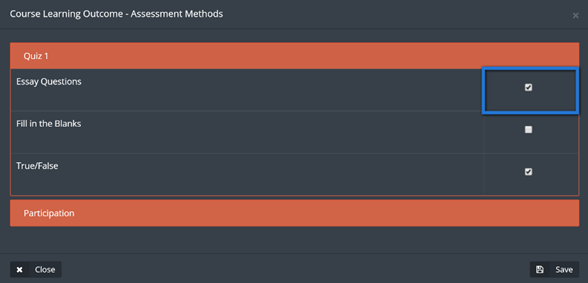 Course Learning Outcome - Assessment Methods
×
Quiz 1
Essay Questions
Fill in the Blanks
True/False
Participation
Close
Save